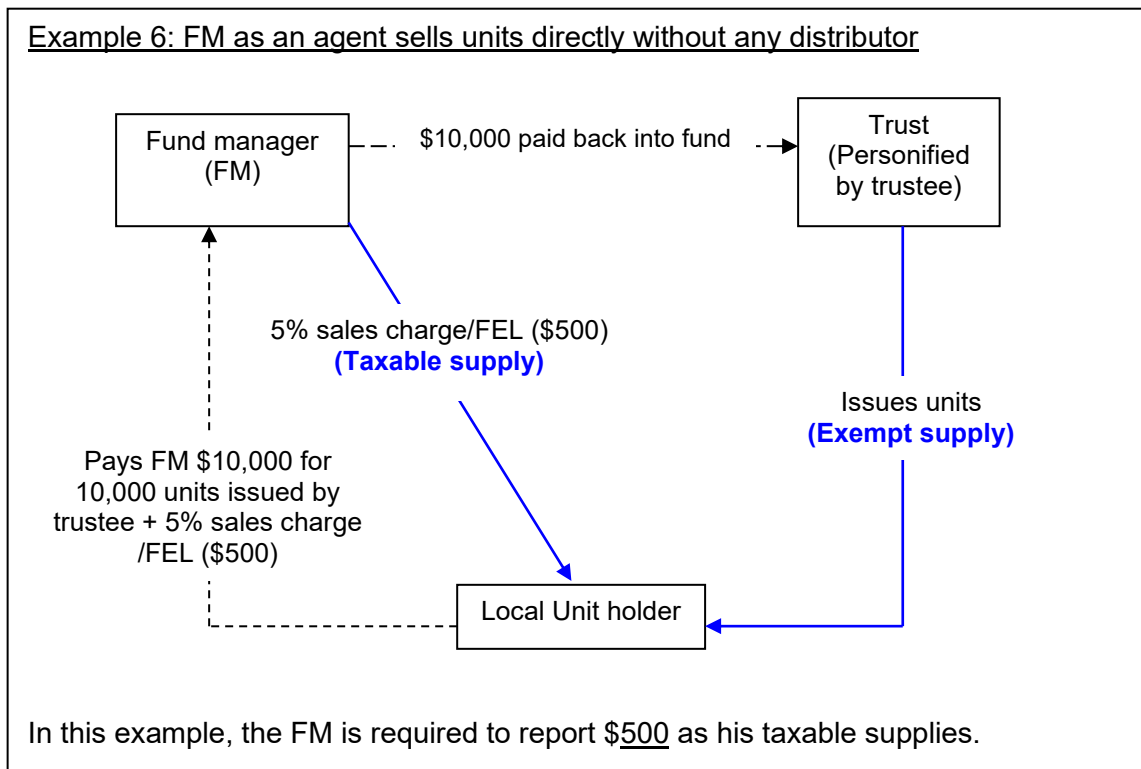 Example 6: FM as an agent sells units directly without any distributor
Fund manager
(FM)
$10,000 paid back into fund
Trust
(Personified
by trustee)
5% sales charge/FEL ($500)
(Taxable supply)
Issues units
(Exempt supply)
Pays FM $10,000 for
10,000 units issued by
trustee + 5% sales charge
/FEL ($500)
Local Unit holder
In this example, the FM is required to report $500 as his taxable supplies.